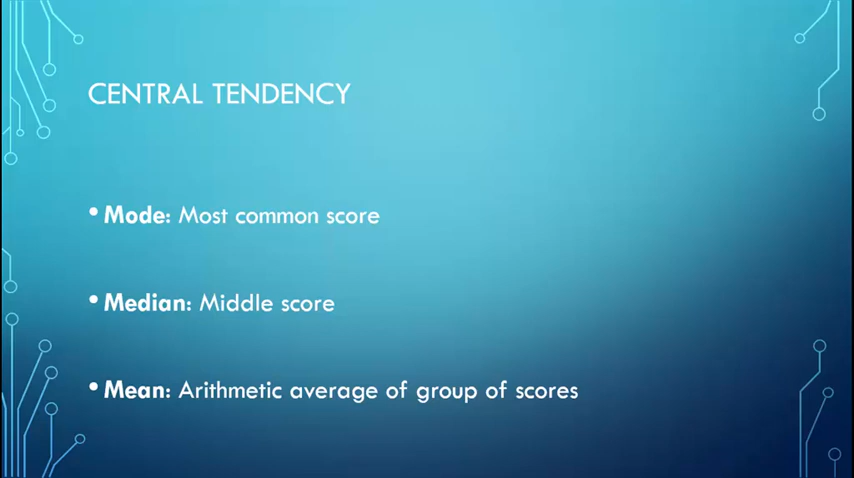 CENTRAL TENDENCY
• Mode: Most common score
• Median: Middle score
• Mean: Arithmetic average of group of scores